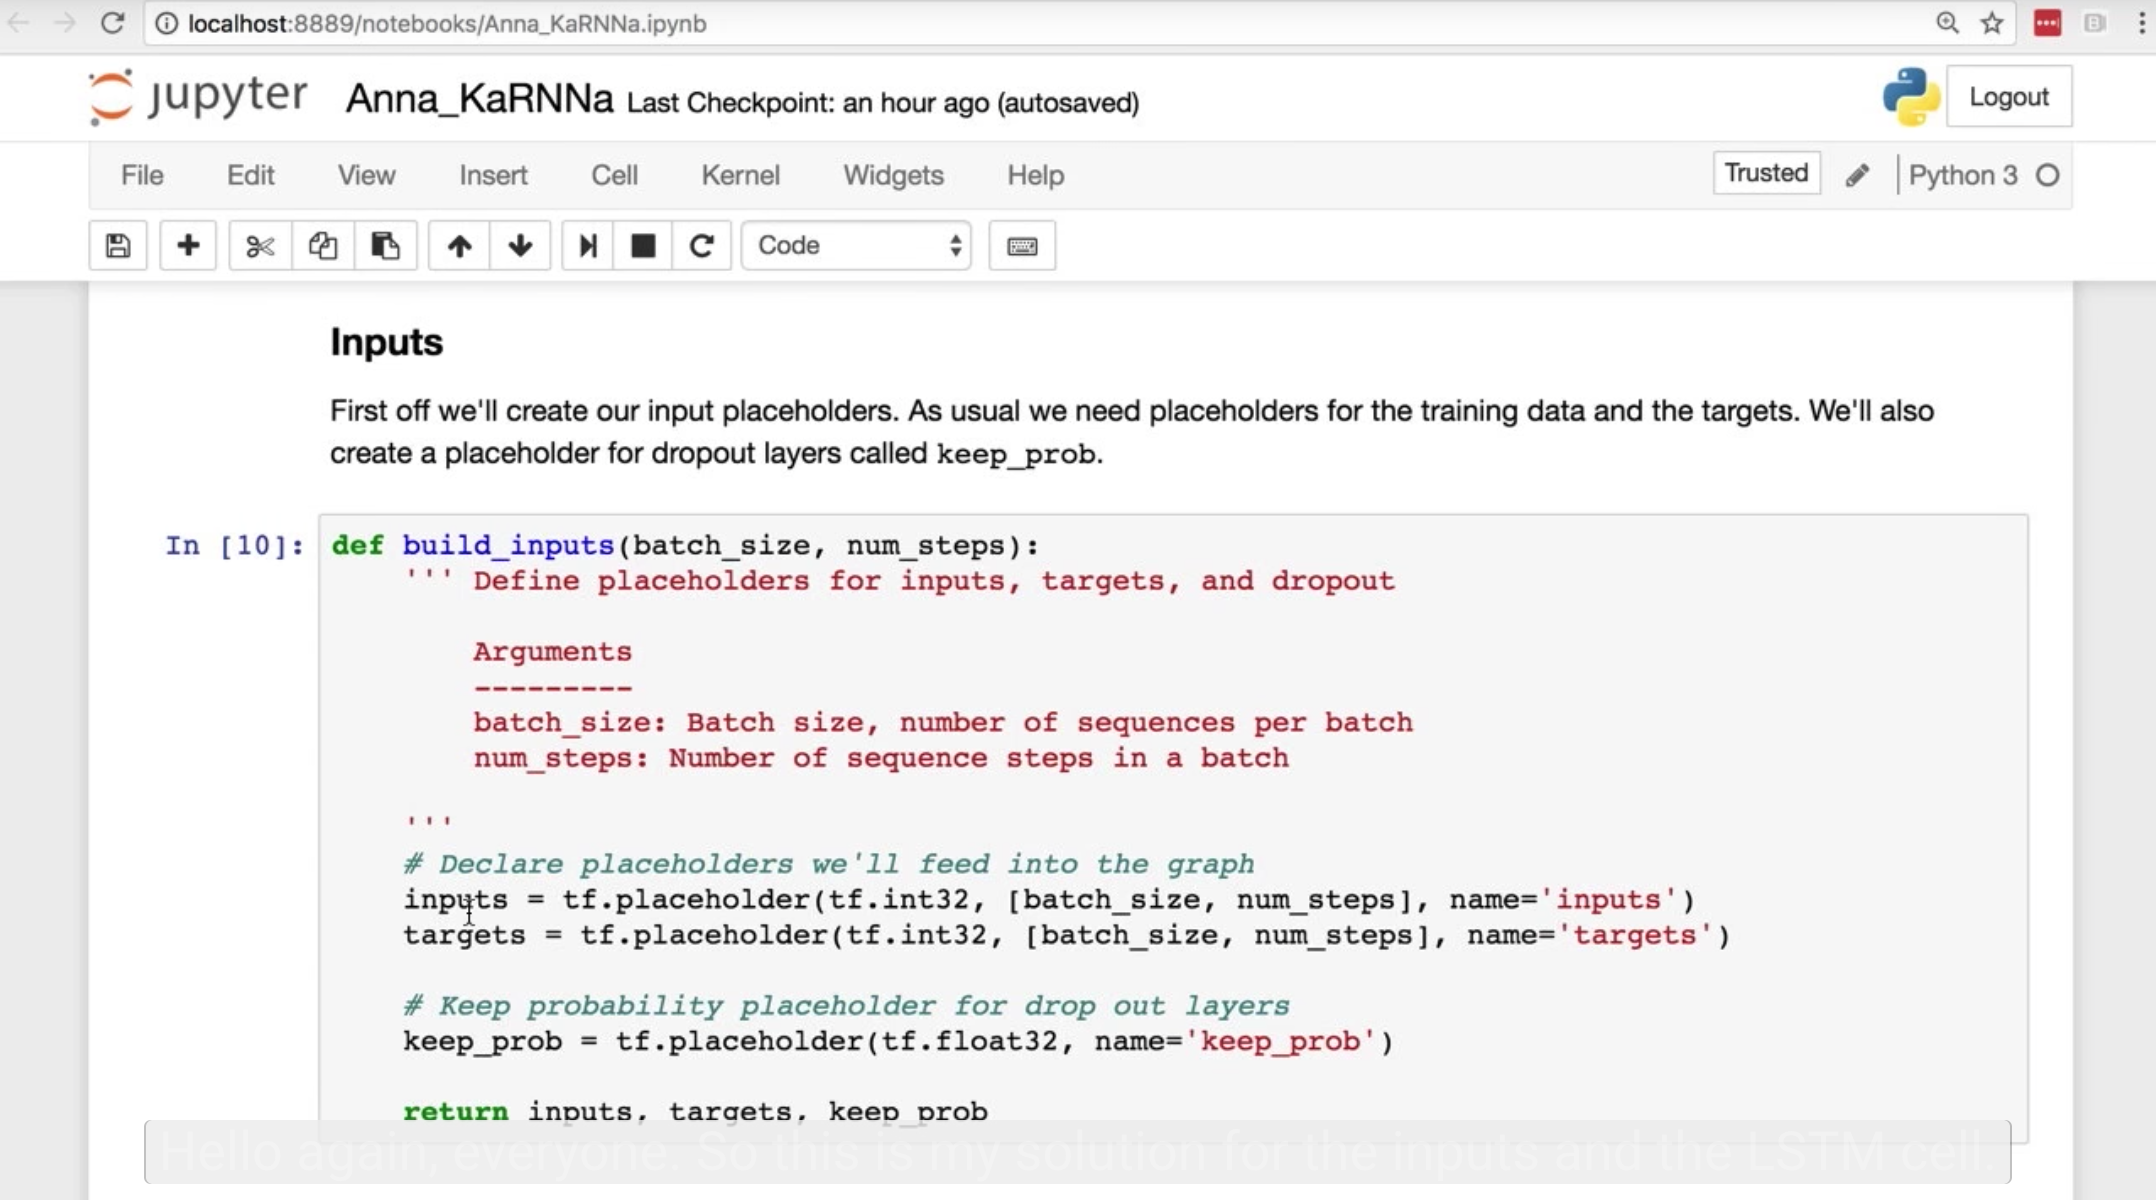 localhost:8889/notebooks/Anna_KaRNNa.ipynb
jupyter Anna_KaRNNa Last Checkpoint: an hour ago (autosaved) Logout
File Edit View Insert Cell Kernel Widgets Help Trusted Python 3
Code
Inputs
First off we'll create our input placeholders. As usual we need placeholders for the training data and the targets. We'll also
create a placeholder for dropout layers called keep_prob.
In [10]: def build_inputs(batch_size, num_steps):
''' Define placeholders for inputs, targets, and dropout
Arguments
---------
batch_size: Batch size, number of sequences per batch
num_steps: Number of sequence steps in a batch
'''
# Declare placeholders we'll feed into the graph
inputs = tf.placeholder(tf.int32, [batch_size, num_steps], name='inputs')
targets = tf.placeholder(tf.int32, [batch_size, num_steps], name='targets')
# Keep probability placeholder for drop out layers
keep_prob = tf.placeholder(tf.float32, name='keep_prob')
return inputs, targets, keep_prob
Hello again, everyone. So this is my solution for the inputs and the LSTM cell.